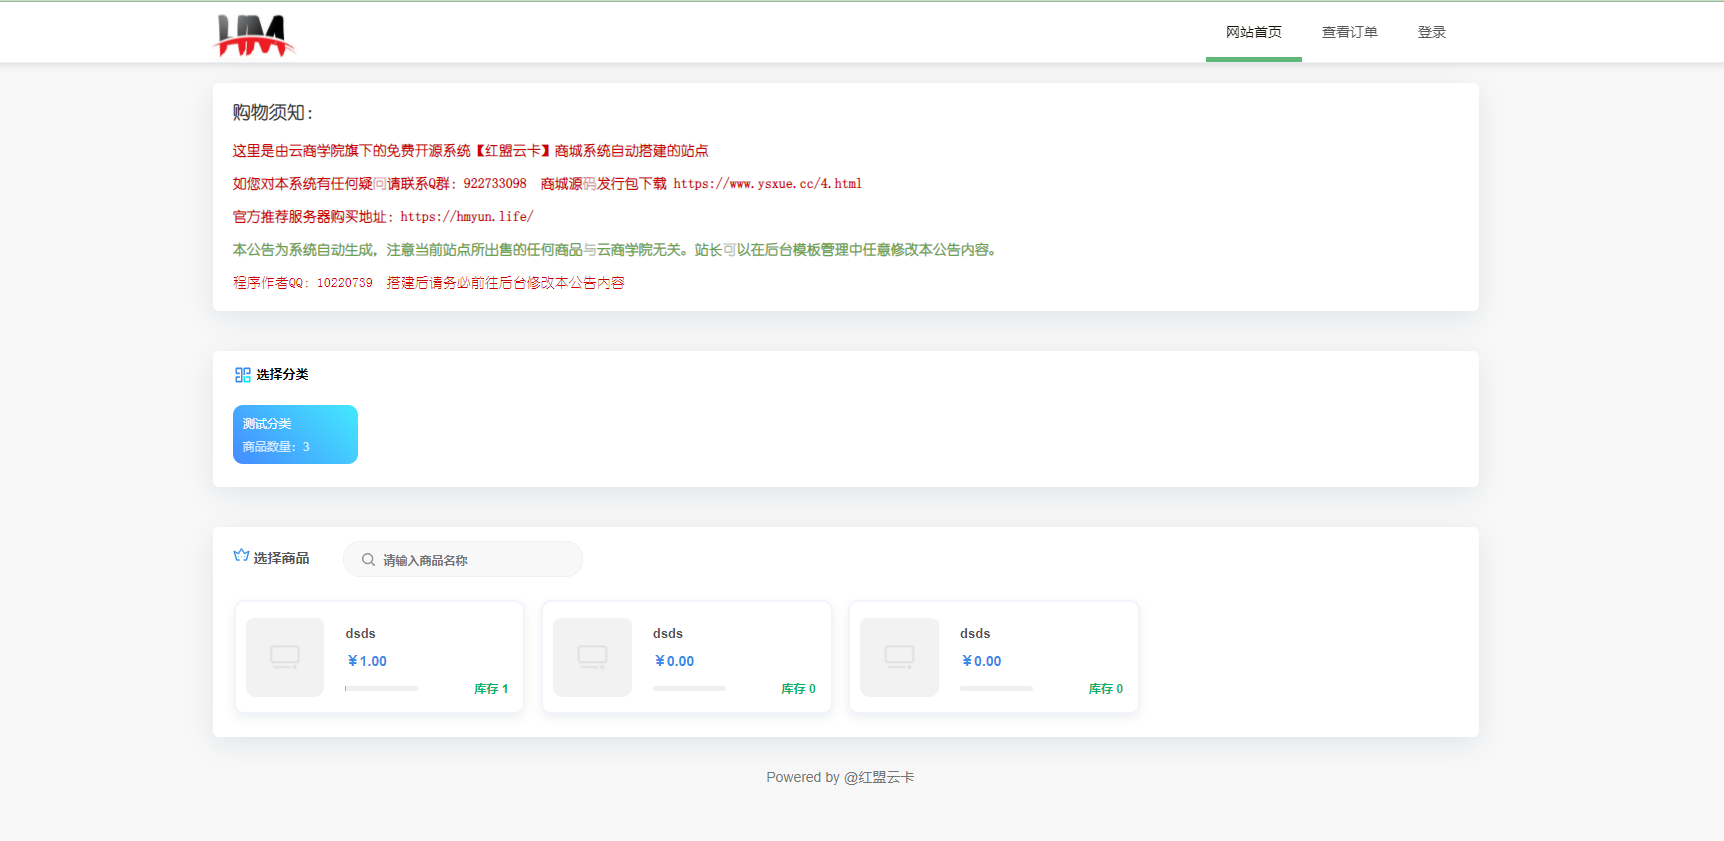 HM
网站首页
查看订单
登录
购物须知：
这里是由云商学院旗下的免费开源系统【红盟云卡】商城系统自动搭建的站点
如您对本系统有任何疑问请联系Q群：922733098 商城源码发行包下载 https://www.ysxue.cc/4.html
官方推荐服务器购买地址：https://hmyun.life/
本公告为系统自动生成，注意当前站点所出售的任何商品与云商学院无关。站长可以在后台模板管理中任意修改本公告内容。
程序作者QQ：10220739 搭建后请务必前往后台修改本公告内容
选择分类
测试分类
商品数量：3
选择商品
请输入商品名称
dsds
￥1.00
库存 1
dsds
￥0.00
库存 0
dsds
￥0.00
库存 0
Powered by @红盟云卡